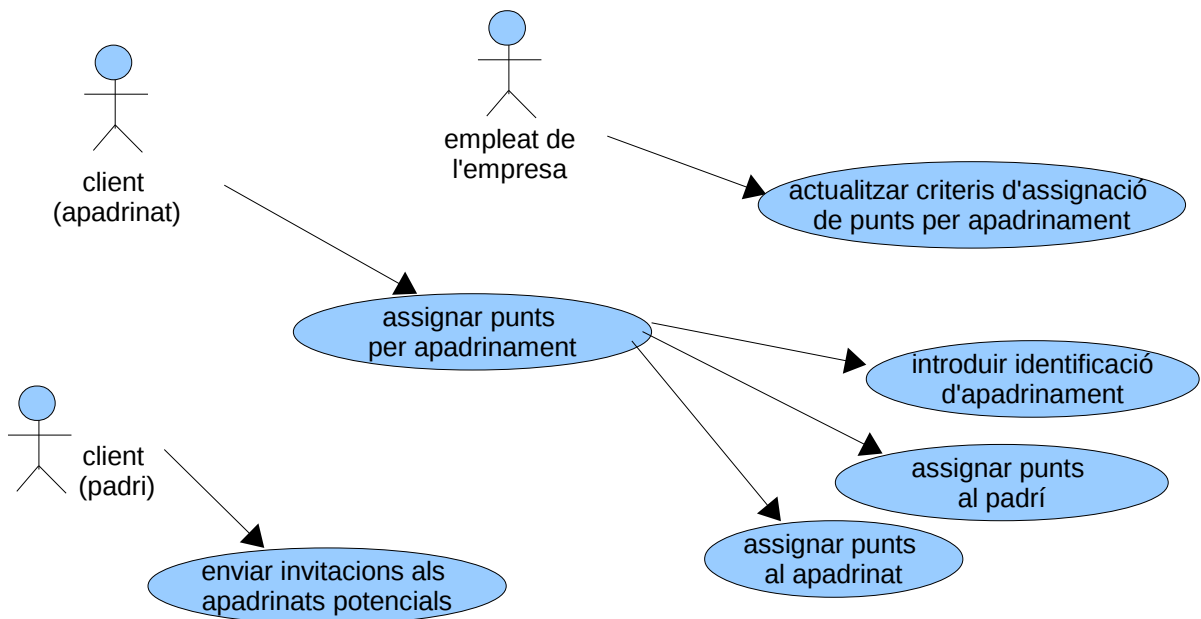 empleat de
l'empresa
client
(apadrinat)
actualitzar criteris d'assignació
de punts per apadrinament
assignar punts
per apadrinament
introduir identificació
d'apadrinament
client
(padri)
assignar punts
al padrí
assignar punts
al apadrinat
enviar invitacions als
apadrinats potencials